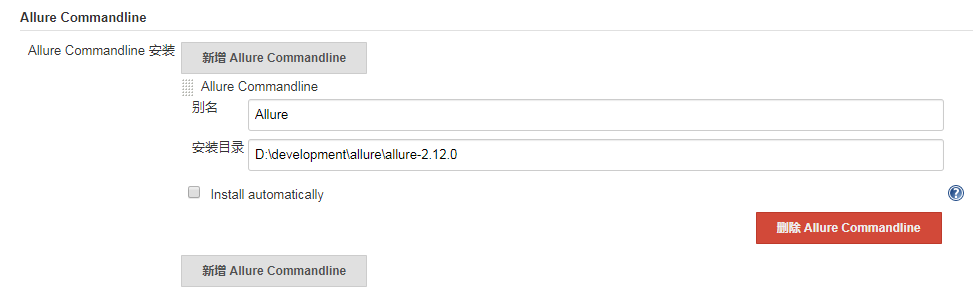 Allure Commandline
Allure Commandline 安装
新增 Allure Commandline
Allure Commandline
别名
Allure
安装目录
D:\development\allure\allure-2.12.0
Install automatically
?
删除 Allure Commandline
新增 Allure Commandline